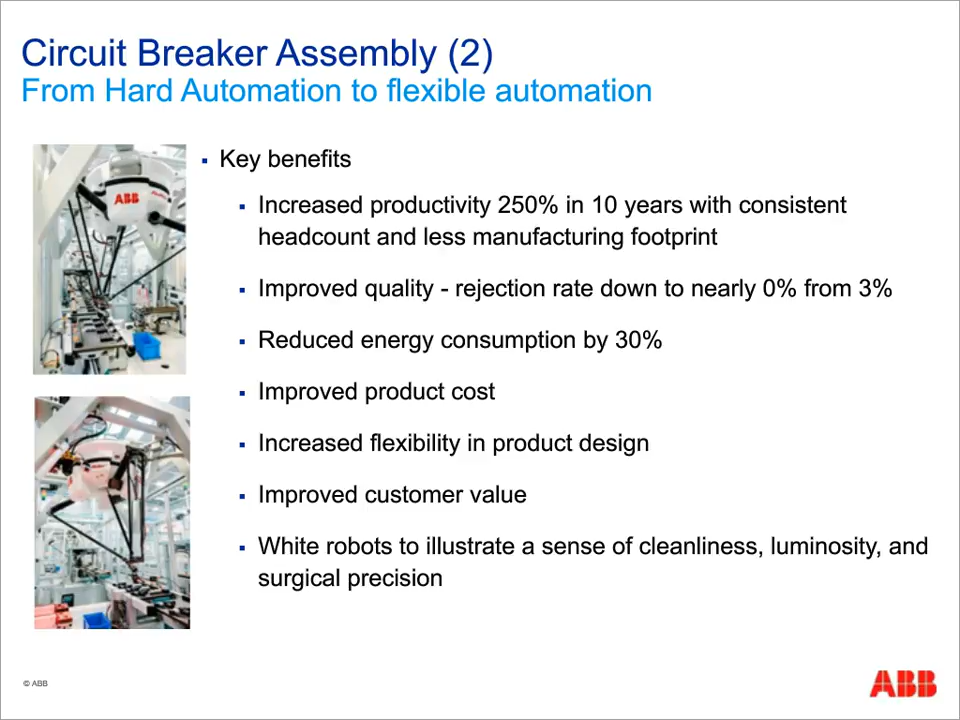 Circuit Breaker Assembly (2)
From Hard Automation to flexible automation
ABB
▪ Key benefits
▪ Increased productivity 250% in 10 years with consistent
headcount and less manufacturing footprint
▪ Improved quality - rejection rate down to nearly 0% from 3%
▪ Reduced energy consumption by 30%
▪ Improved product cost
▪ Increased flexibility in product design
▪ Improved customer value
▪ White robots to illustrate a sense of cleanliness, luminosity, and
surgical precision
© ABB
ABB